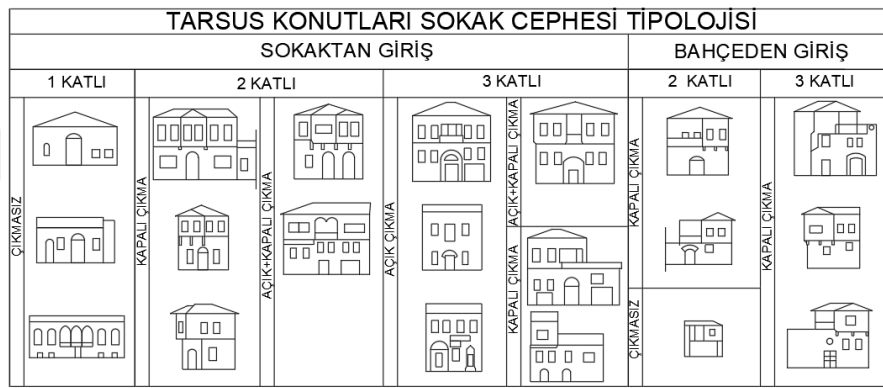 TARSUS KONUTLARI SOKAK CEPHESİ TİPOLOJİSİ
SOKAKTAN GİRİŞ
BAHÇEDEN GİRİŞ
1 KATLI
2 KATLI
3 KATLI
2 KATLI
3 KATLI
ÇIKMASIZ
KAPALI ÇIKMA
AÇIK+KAPALI ÇIKMA
AÇIK ÇIKMA
AÇIK+KAPALI ÇIKMA
KAPALI ÇIKMA
KAPALI ÇIKMA
ÇIKMASIZ
KAPALI ÇIKMA